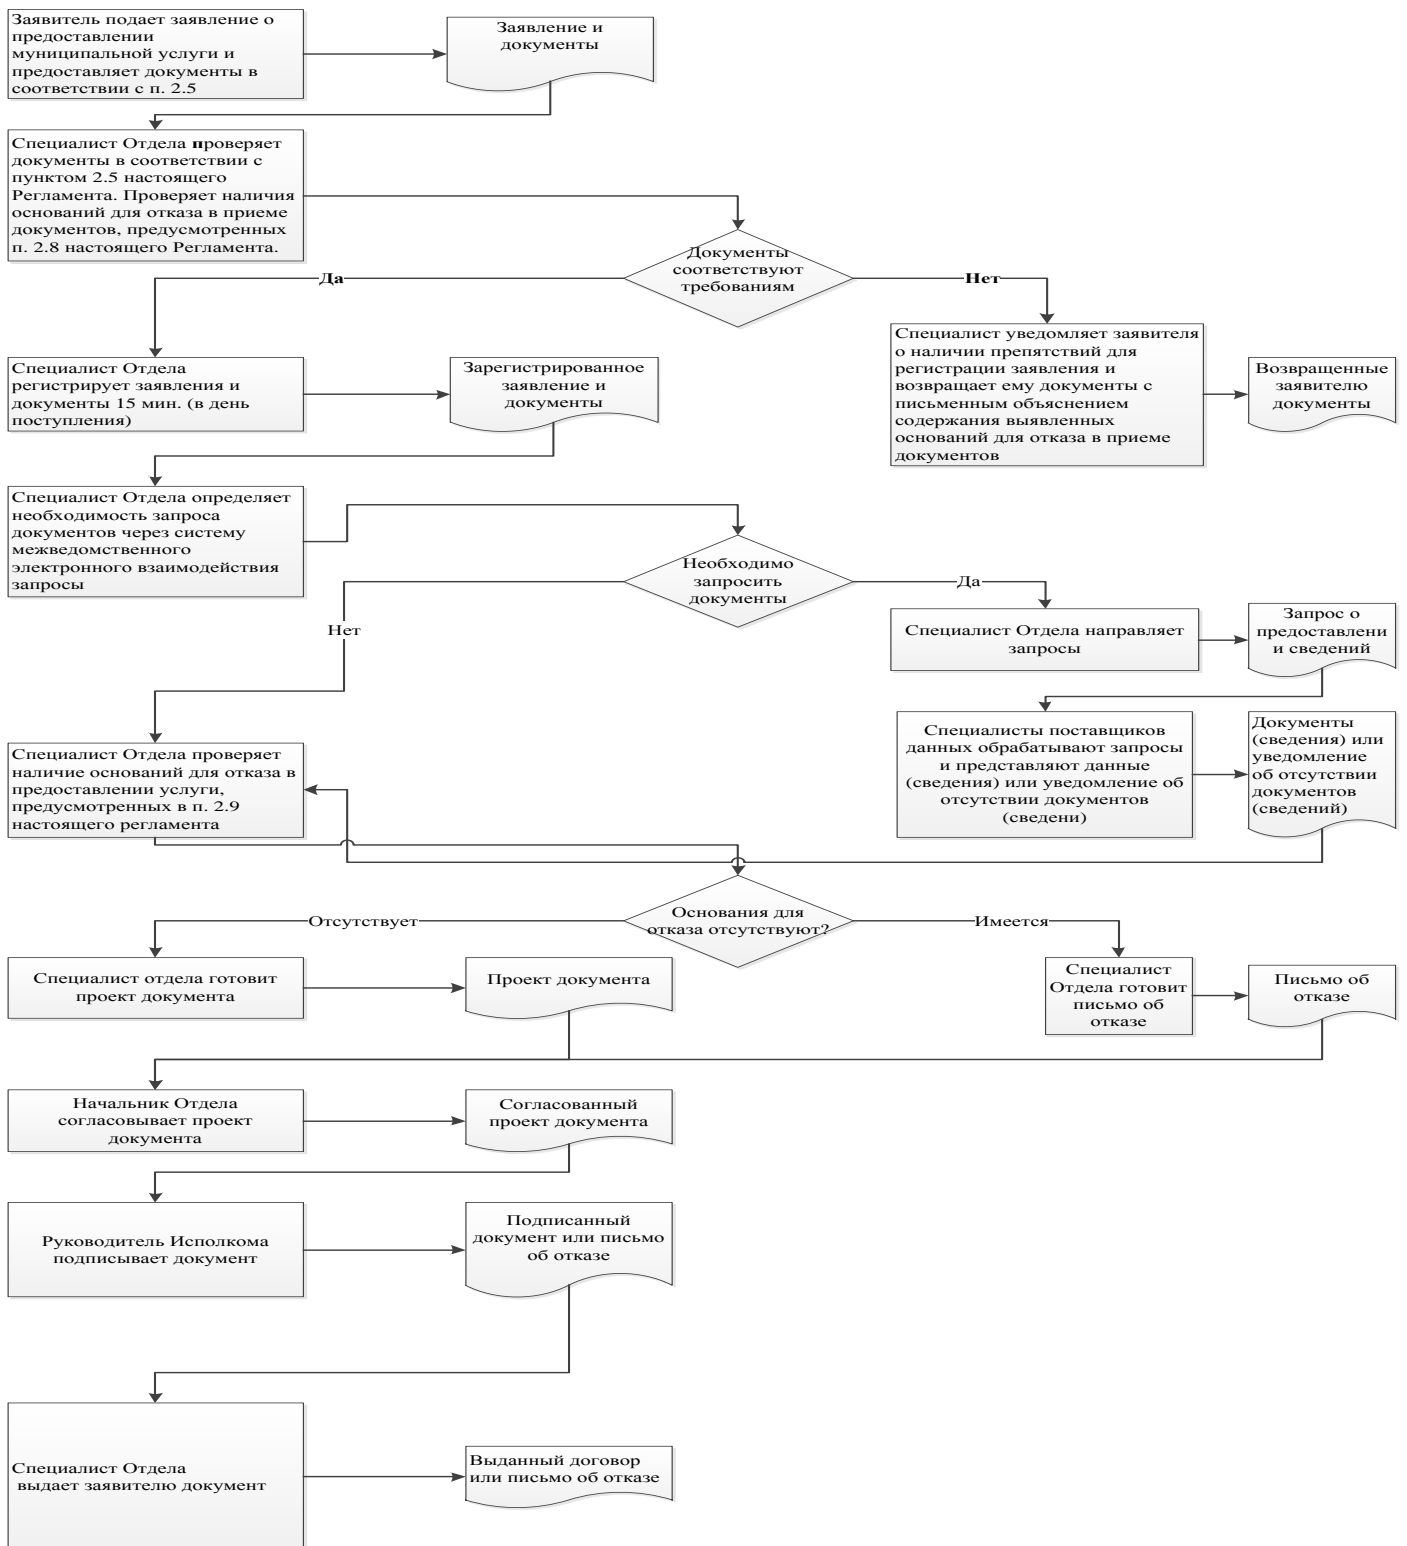 Заявитель подает заявление о
предоставлении
муниципальной услуги и
предоставляет документы в
соответствии с п. 2.5
Заявление и
документы
Специалист Отдела проверяет
документы в соответствии с
пунктом 2.5 настоящего
Регламента. Проверяет наличия
оснований для отказа в приеме
документов, предусмотренных
п. 2.8 настоящего Регламента.
Документы
соответствуют
требованиям
Да
Нет
Специалист Отдела
регистрирует заявления и
документы 15 мин. (в день
поступления)
Зарегистрированное
заявление и
документы
Специалист уведомляет заявителя
о наличии препятствий для
регистрации заявления и
возвращает ему документы с
письменным объяснением
содержания выявленных
оснований для отказа в приеме
документов
Возвращенные
заявителю
документы
Специалист Отдела определяет
необходимость запроса
документов через систему
межведомственного
электронного взаимодействия
запросы
Необходимо
запросить
документы
Да
Нет
Специалист Отдела направляет
запросы
Запрос о
предоставлени
и сведений
Специалисты поставщиков
данных обрабатывают запросы
и представляют данные
(сведения) или уведомление об
отсутствии документов
(сведени)
Документы
(сведения) или
уведомление
об отсутствии
документов
(сведений)
Специалист Отдела проверяет
наличие оснований для отказа в
предоставлении услуги,
предусмотренных в п. 2.9
настоящего регламента
Основания для
отказа отсутствуют?
Отсутствует
Имеется
Специалист отдела готовит
проект документа
Проект документа
Специалист
Отдела готовит
письмо об
отказе
Письмо об
отказе
Начальник Отдела
согласовывает проект
документа
Согласованный
проект документа
Руководитель Исполкома
подписывает документ
Подписанный
документ или письмо
об отказе
Специалист Отдела
выдает заявителю документ
Выданный договор
или письмо об отказе